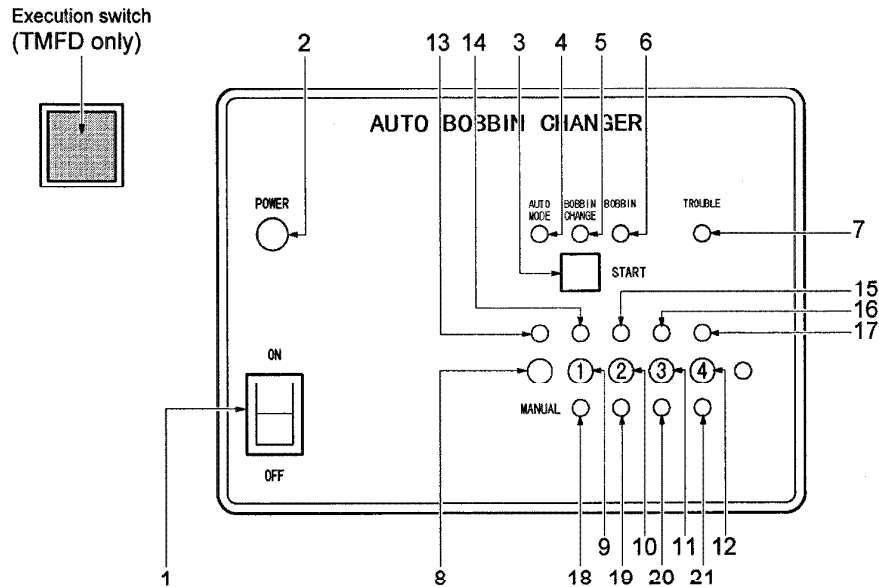 Execution switch
(TMFD only)
2 13 14 3 4 5 6
AUTO BOBBIN CHANGER
POWER
AUTO MODE
BOBBIN CHANGE
BOBBIN
TROUBLE
7
START
15
16
17
ON
1 2 3 4
MANUAL
OFF
9 10 11 12
1 8 18 19 20 21